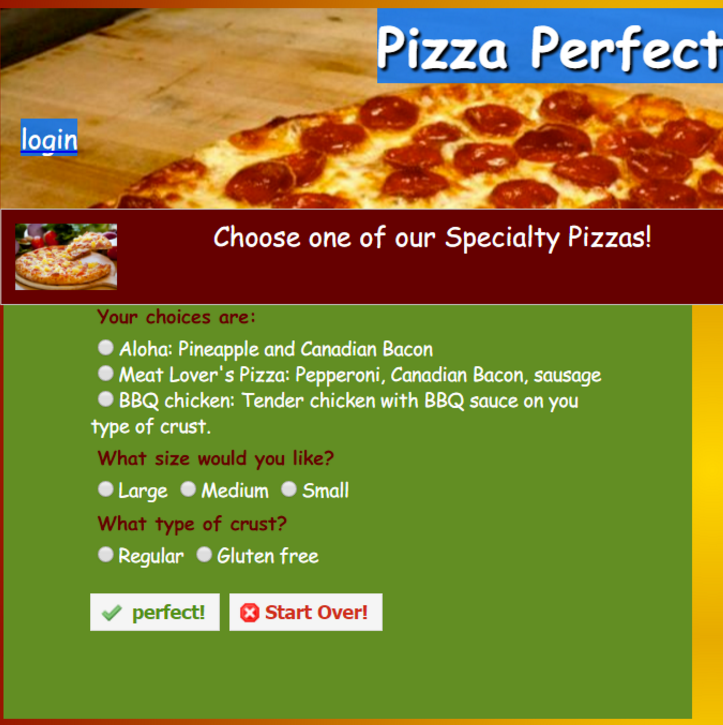 Pizza Perfect
login
Choose one of our Specialty Pizzas!
Your choices are:
Aloha: Pineapple and Canadian Bacon
Meat Lover's Pizza: Pepperoni, Canadian Bacon, sausage
BBQ chicken: Tender chicken with BBQ sauce on you
type of crust.
What size would you like?
Large Medium Small
What type of crust?
Regular Gluten free
perfect! Start Over!